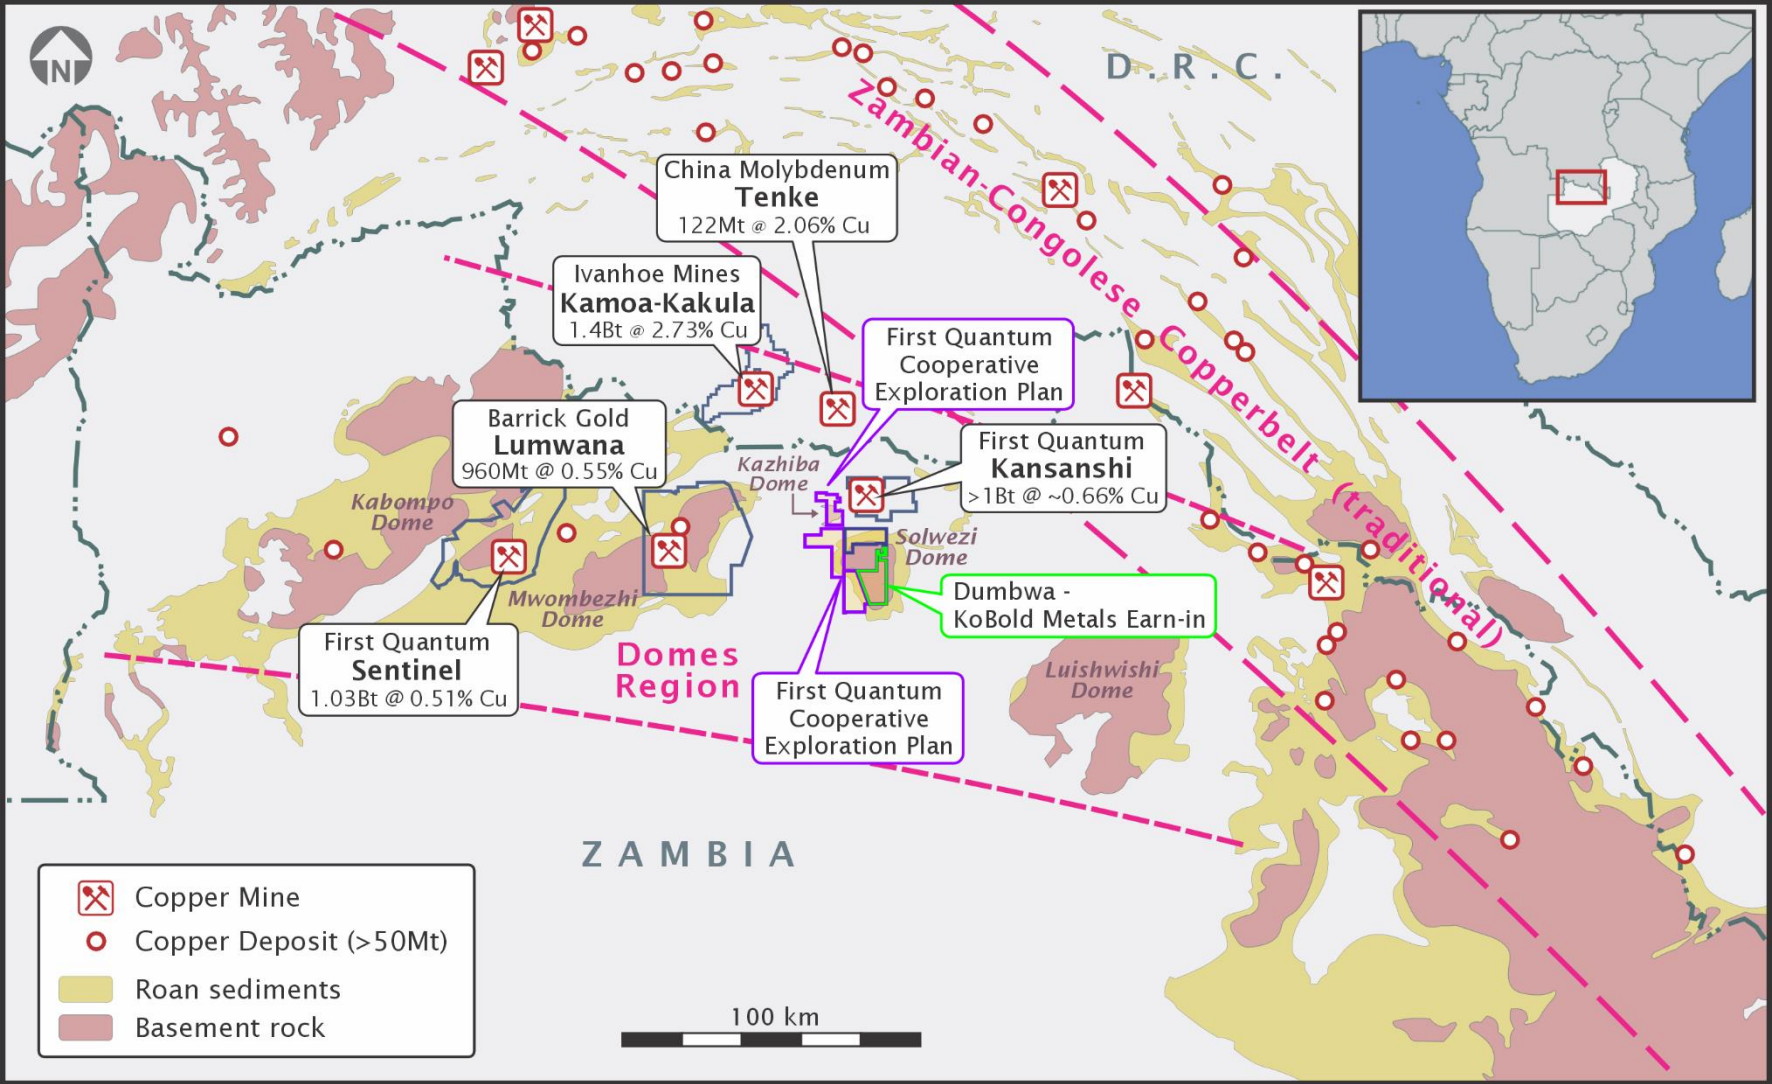 N
D.R.C.
Zambian-Congolese Copperbelt (traditional)
China Molybdenum
Tenke
122Mt @ 2.06% Cu
Ivanhoe Mines
Kamoa-Kakula
1.4Bt @ 2.73% Cu
First Quantum
Cooperative
Exploration Plan
Barrick Gold
Lumwana
960Mt @ 0.55% Cu
First Quantum
Kansanshi
>1Bt @ ~0.66% Cu
Kazhiba
Dome
Kabompo
Dome
Solwezi
Dome
Dumbwa -
KoBold Metals Earn-in
Mwombezhi
Dome
First Quantum
Sentinel
1.03Bt @ 0.51% Cu
Domes
Region
Luishwishi
Dome
First Quantum
Cooperative
Exploration Plan
ZAMBIA
Copper Mine
Copper Deposit (>50Mt)
Roan sediments
Basement rock
100 km